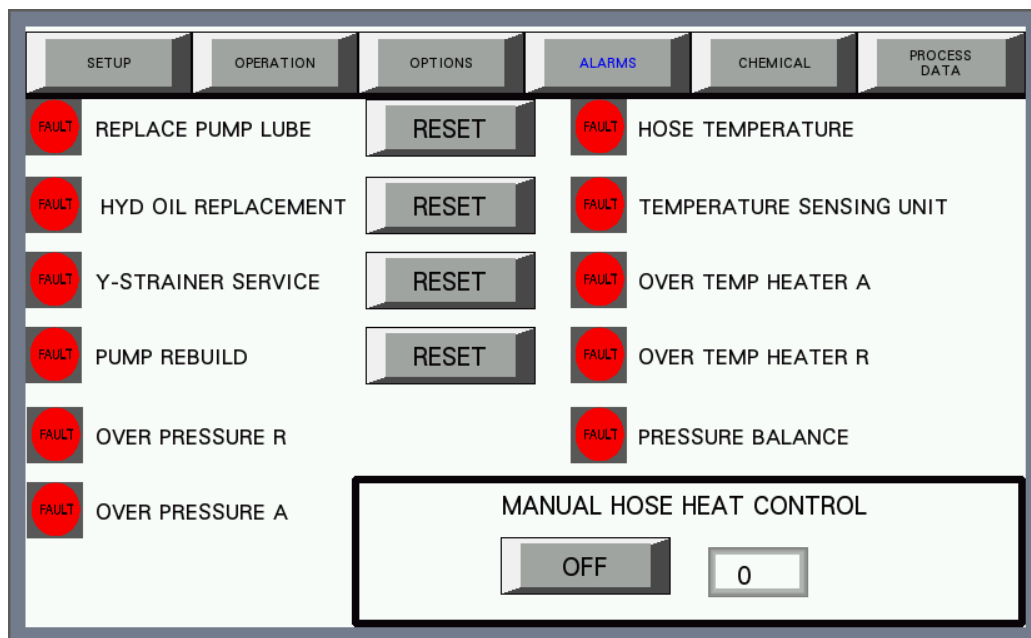 SETUP
OPERATION
OPTIONS
ALARMS
CHEMICAL
PROCESS
DATA
FAULT REPLACE PUMP LUBE RESET FAULT HOSE TEMPERATURE
FAULT HYD OIL REPLACEMENT RESET FAULT TEMPERATURE SENSING UNIT
FAULT Y-STRAINER SERVICE RESET FAULT OVER TEMP HEATER A
FAULT PUMP REBUILD RESET FAULT OVER TEMP HEATER R
FAULT OVER PRESSURE R FAULT PRESSURE BALANCE
FAULT OVER PRESSURE A
MANUAL HOSE HEAT CONTROL
OFF 0